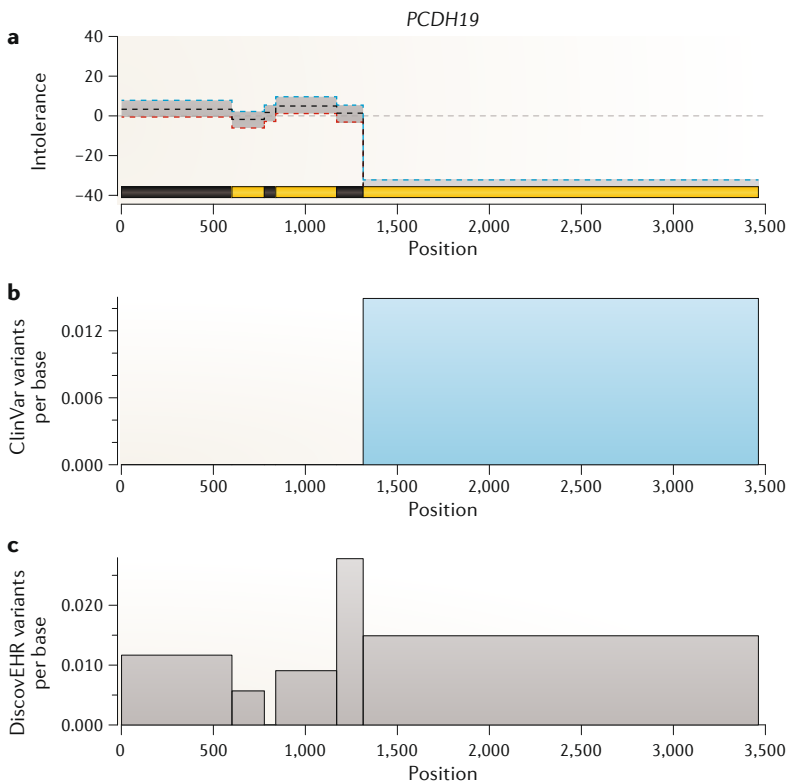 PCDH19
a
Intolerance
40
20
0
−20
−40
0 500 1,000 1,500 2,000 2,500 3,000 3,500
Position
b
ClinVar variants
per base
0.012
0.006
0.000
0 500 1,000 1,500 2,000 2,500 3,000 3,500
Position
c
DiscovEHR variants
per base
0.020
0.010
0.000
0 500 1,000 1,500 2,000 2,500 3,000 3,500
Position